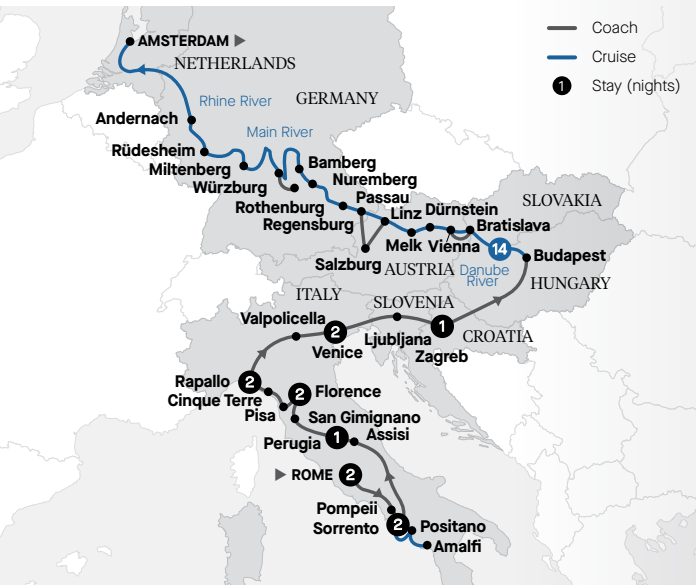 Coach
Cruise
1 Stay (nights)
AMSTERDAM
NETHERLANDS
Rhine River
GERMANY
Andernach
Main River
Rüdesheim
Miltenberg
Bamberg
Würzburg
Nuremberg
Rothenburg
Passau
Regensburg
Linz
Dürnstein
SLOVAKIA
Bratislava
Melk
Vienna
14
Budapest
Salzburg
AUSTRIA
Danube
River
HUNGARY
ITALY
SLOVENIA
Valpolicella
2
Venice
Ljubljana
1
Zagreb
CROATIA
Rapallo
2
Cinque Terre
2
Florence
Pisa
San Gimignano
Perugia
1
Assisi
ROME
2
Pompeii
Sorrento
2
Positano
Amalfi